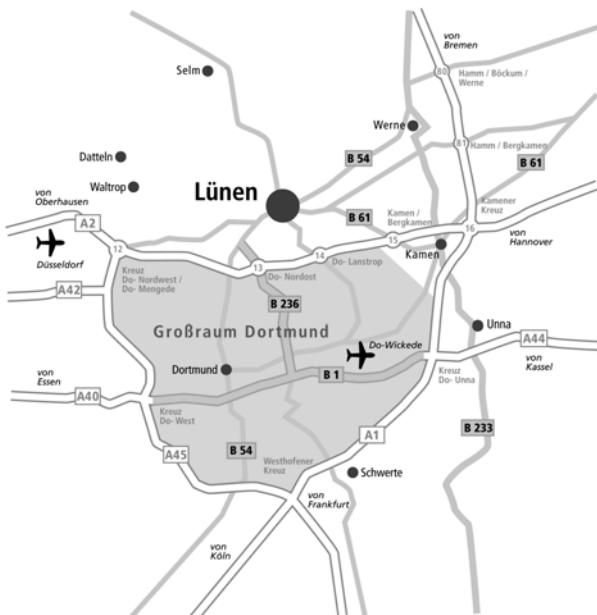 von
Bremen
80
Hamm / Böckum /
Werne
Selm
Werne
81
Hamm / Bergkamen
B 54
B 61
Datteln
Waltrop
Lünen
von
Oberhausen
A2
B 61
Kamen /
Bergkamen
Kamener
Kreuz
16
15
14
13
12
von
Hannover
Düsseldorf
Kamen
Do- Lanstrop
Do- Nordost
Kreuz
Do- Nordwest /
Do- Mengede
A42
B 236
Großraum Dortmund
Unna
Do-Wickede
A44
von
Kassel
Dortmund
B 1
Kreuz
Do- Unna
von
Essen
A40
Kreuz
Do- West
A1
B 233
A45
B 54
Westhofener
Kreuz
Schwerte
von
Frankfurt
von
Köln